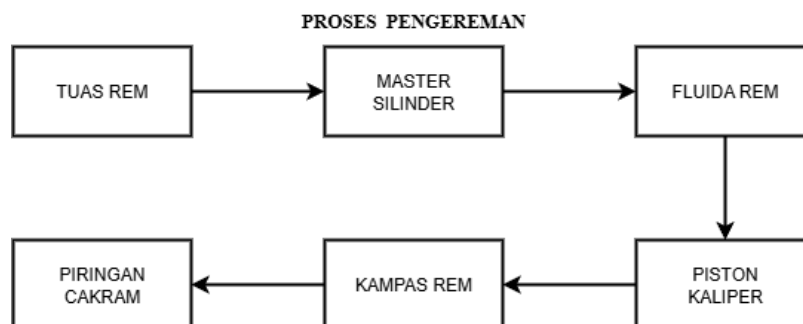 PROSES PENGEREMAN
TUAS REM
MASTER
SILINDER
FLUIDA REM
PISTON
KALIPER
KAMPAS REM
PIRINGAN
CAKRAM